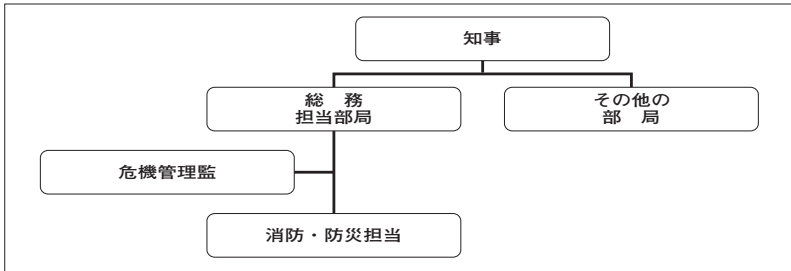 知事
総　務
担当部局
その他の
部　局
危機管理監
消防・防災担当